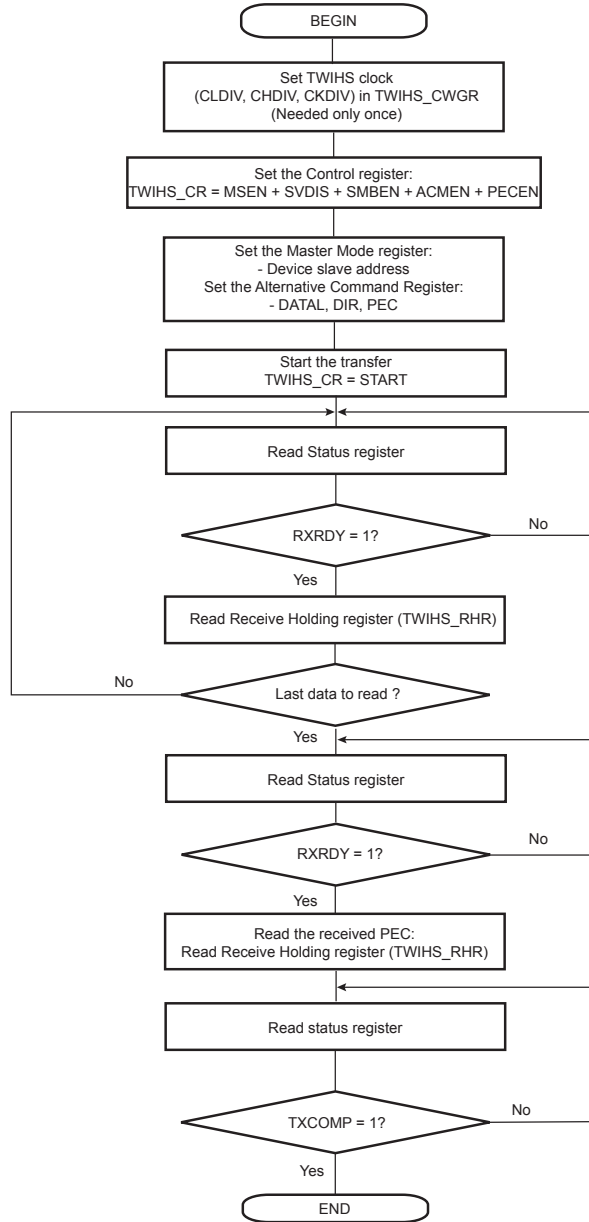 BEGIN
Set TWIHS clock
(CLDIV, CHDIV, CKDIV) in TWIHS_CWGR
(Needed only once)
Set the Control register:
TWIHS_CR = MSEN + SVDIS + SMBEN + ACMEN + PECEN
Set the Master Mode register:
- Device slave address
Set the Alternative Command Register:
- DATAL, DIR, PEC
Start the transfer
TWIHS_CR = START
Read Status register
RXRDY = 1?
No
Yes
Read Receive Holding register (TWIHS_RHR)
No
Last data to read ?
Yes
Read Status register
RXRDY = 1?
No
Yes
Read the received PEC:
Read Receive Holding register (TWIHS_RHR)
Read status register
TXCOMP = 1?
No
Yes
END